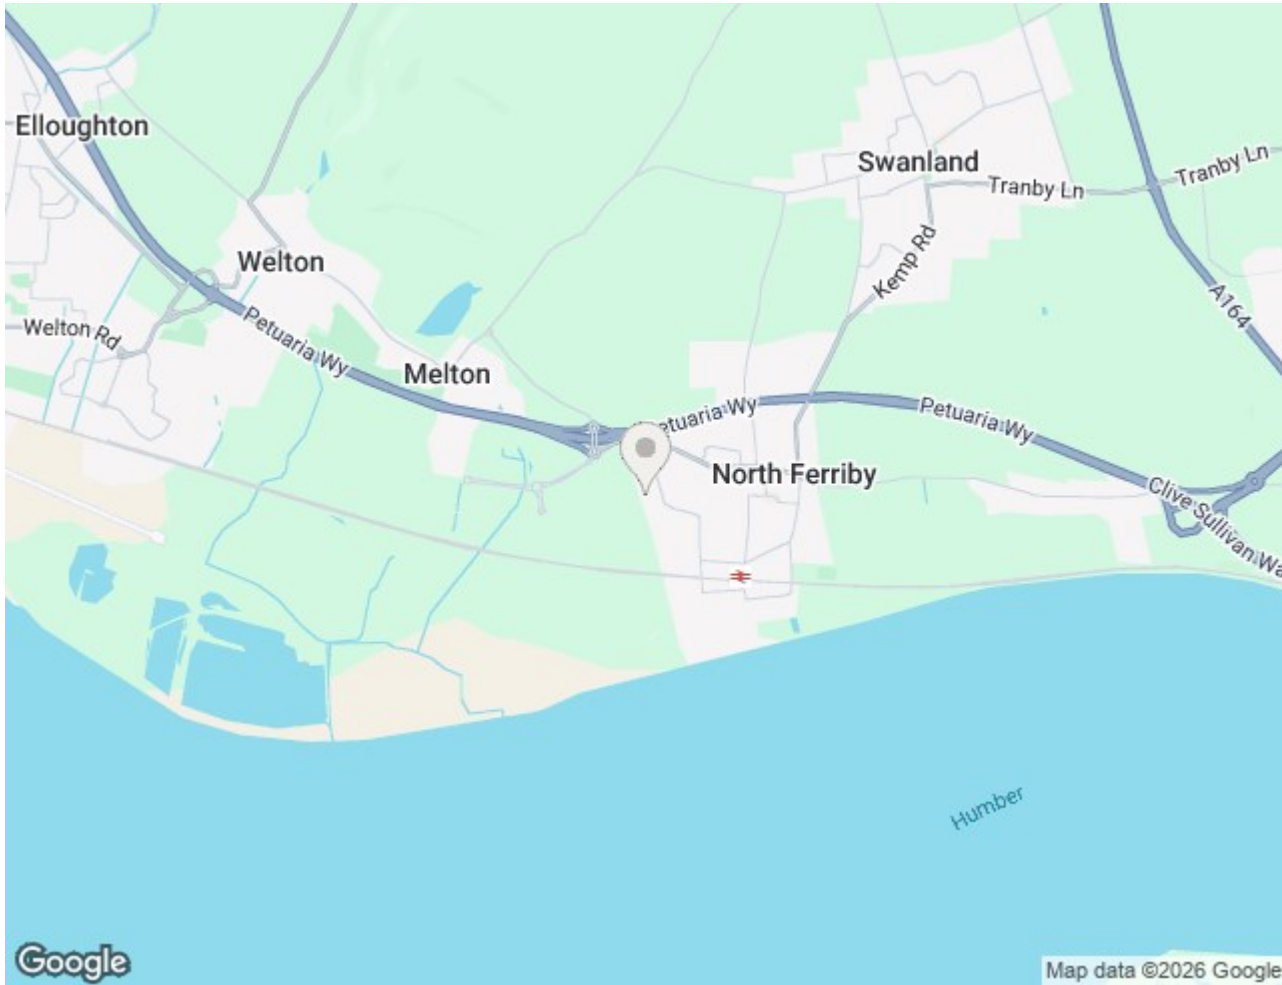 Elloughton
Swanland
Tranby Ln
Tranby Ln
Welton
Kemp Rd
A164
Welton Rd
Petuaria Wy
Melton
Petuaria Wy
Petuaria Wy
North Ferriby
Clive Sullivan Wa
Humber
Google
Map data ©2026 Google